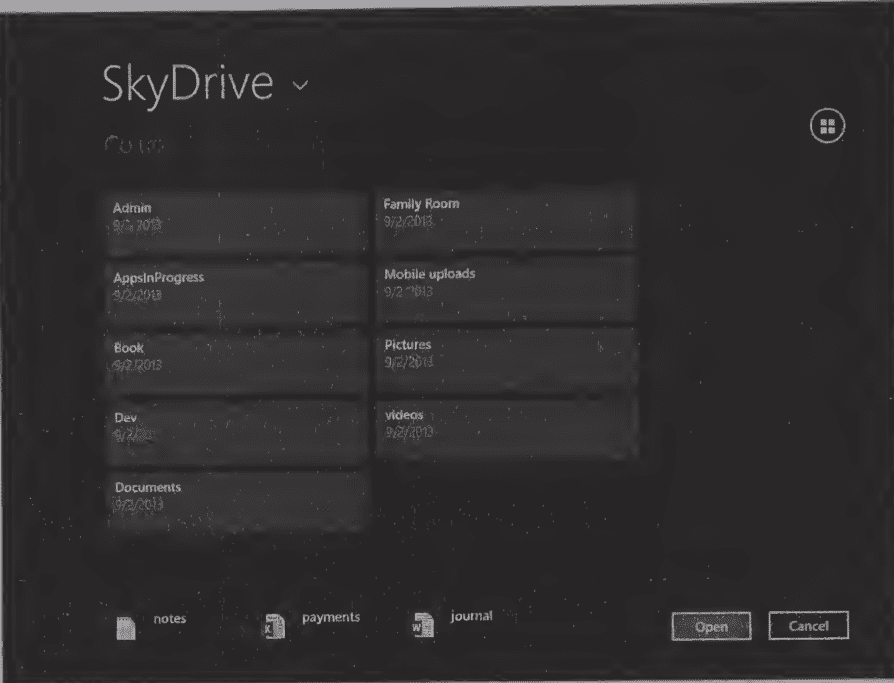 SkyDrive
Go up
Admin
9/2/2013
AppsInProgress
9/2/2013
Book
9/2/2013
Dev
Documents
9/2/2013
Family Room
9/2/2013
Mobile uploads
9/2/2013
Pictures
9/2/2013
videos
9/2/2013
notes
payments
journal
Open
Cancel